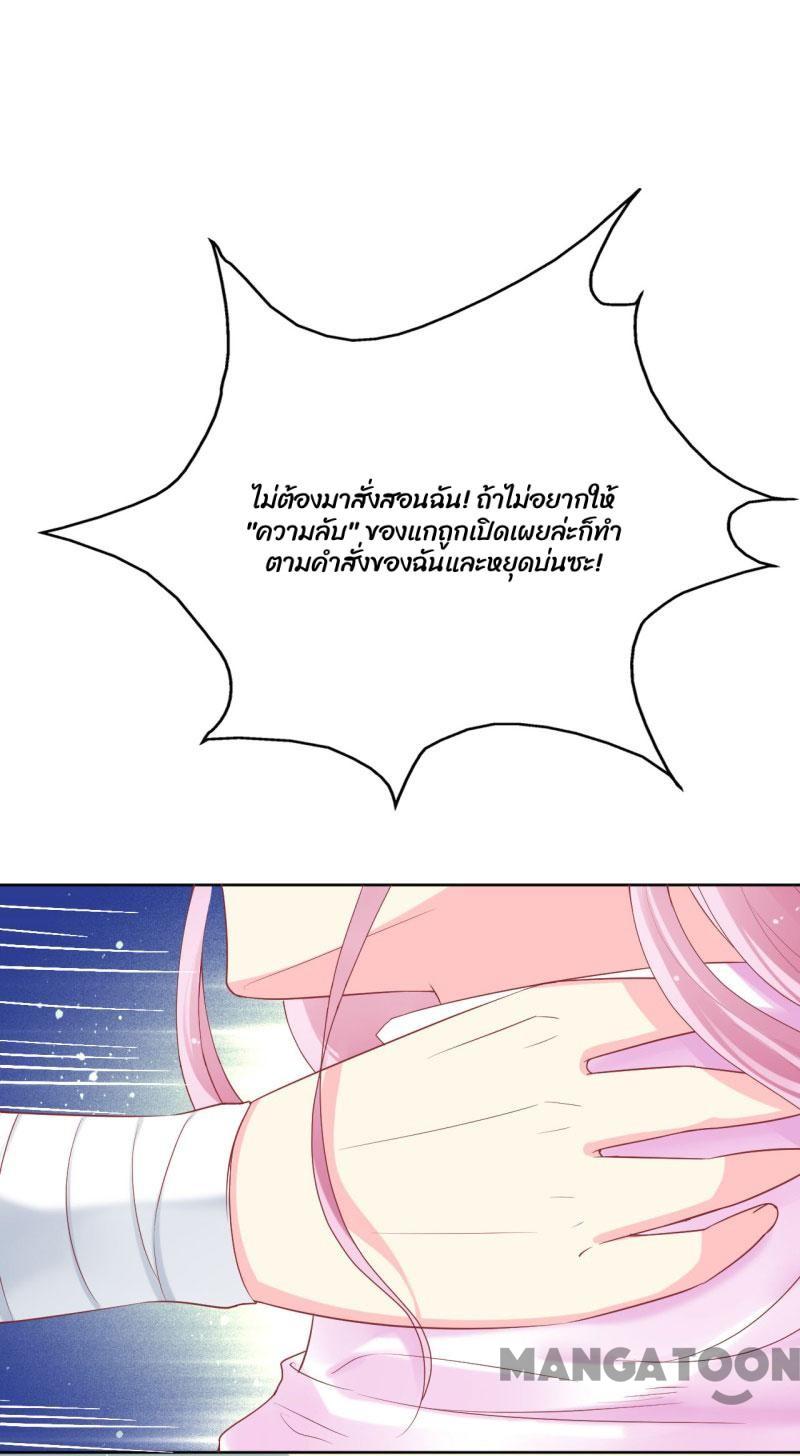 ไม่ต้องมาสั่งสอนฉัน! ถ้าไม่อยากให้
"ความลับ" ของแกถูกเปิดเผยล่ะก็ทำ
ตามคำสั่งของฉันและหยุดบ่นซะ!
MANGATOON